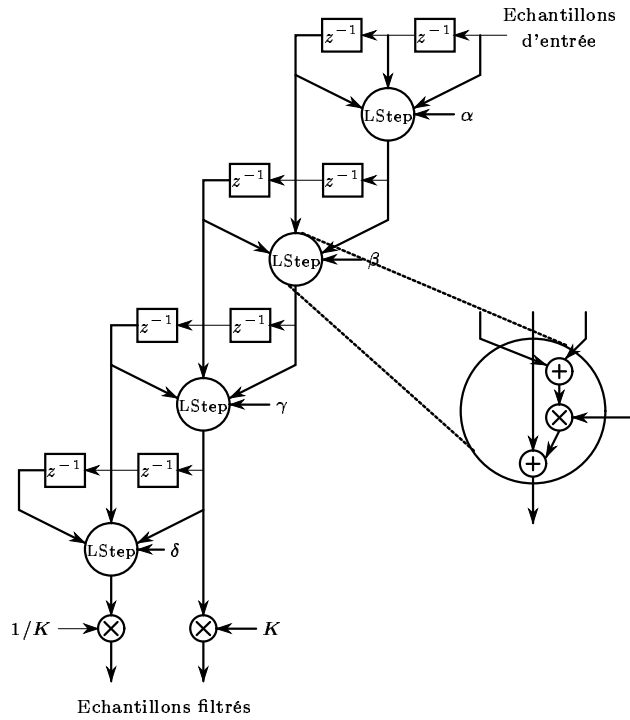 Echantillons
d'entrée
z⁻¹ z⁻¹
LStep α
z⁻¹ z⁻¹
LStep β
z⁻¹ z⁻¹
+
LStep γ
×
+
z⁻¹ z⁻¹
LStep δ
1/K × × K
Echantillons filtrés